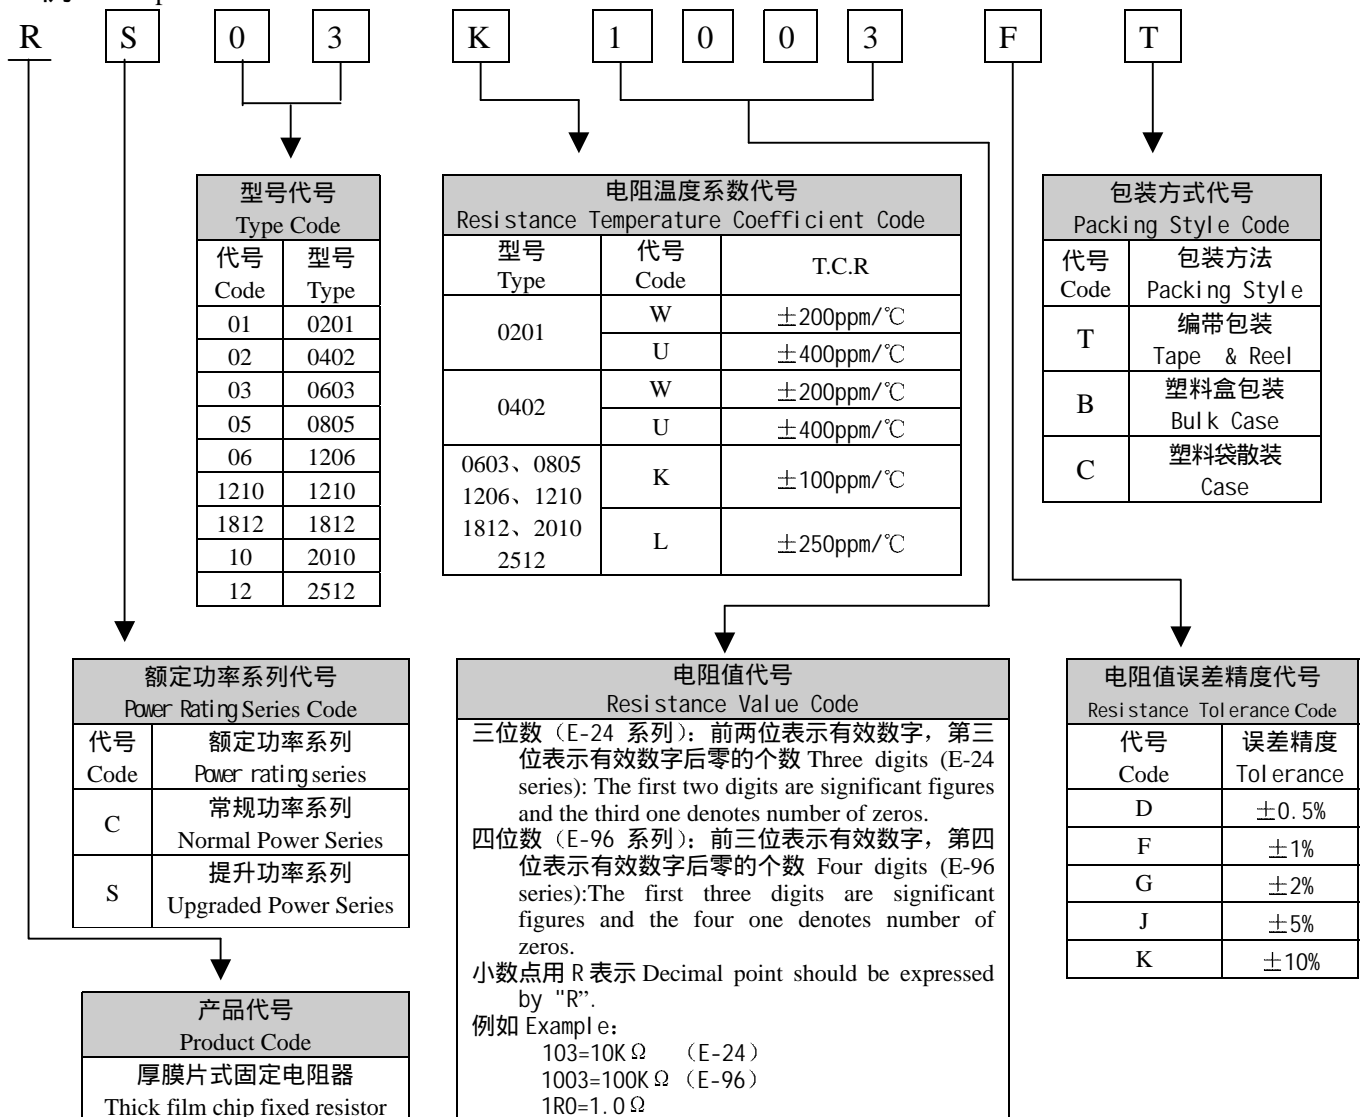 R S 0 3 K 1 0 0 3 F T
型号代号
Type Code
代号 型号
Code Type
01 0201
02 0402
03 0603
05 0805
06 1206
1210 1210
1812 1812
10 2010
12 2512
电阻温度系数代号
Resistance Temperature Coefficient Code
型号 代号 T.C.R
Type Code
0201 W ±200ppm/℃
U ±400ppm/℃
0402 W ±200ppm/℃
U ±400ppm/℃
0603、0805
1206、1210
1812、2010
2512
K ±100ppm/℃
L ±250ppm/℃
包装方式代号
Packing Style Code
代号 包装方法
Code Packing Style
T 编带包装
Tape & Reel
B 塑料盒包装
Bulk Case
C 塑料袋散装
Case
额定功率系列代号
Power Rating Series Code
代号 额定功率系列
Code Power rating series
C 常规功率系列
Normal Power Series
S 提升功率系列
Upgraded Power Series
产品代号
Product Code
厚膜片式固定电阻器
Thick film chip fixed resistor
电阻值代号
Resistance Value Code
三位数（E-24 系列）：前两位表示有效数字，第三
位表示有效数字后零的个数 Three digits (E-24
series): The first two digits are significant figures
and the third one denotes number of zeros.
四位数（E-96 系列）：前三位表示有效数字，第四
位表示有效数字后零的个数 Four digits (E-96
series):The first three digits are significant
figures and the four one denotes number of
zeros.
小数点用 R 表示 Decimal point should be expressed
by "R”.
例如 Example：
103=10KΩ （E-24）
1003=100KΩ （E-96）
1R0=1.0Ω
电阻值误差精度代号
Resistance Tolerance Code
代号 误差精度
Code Tolerance
D ±0.5%
F ±1%
G ±2%
J ±5%
K ±10%